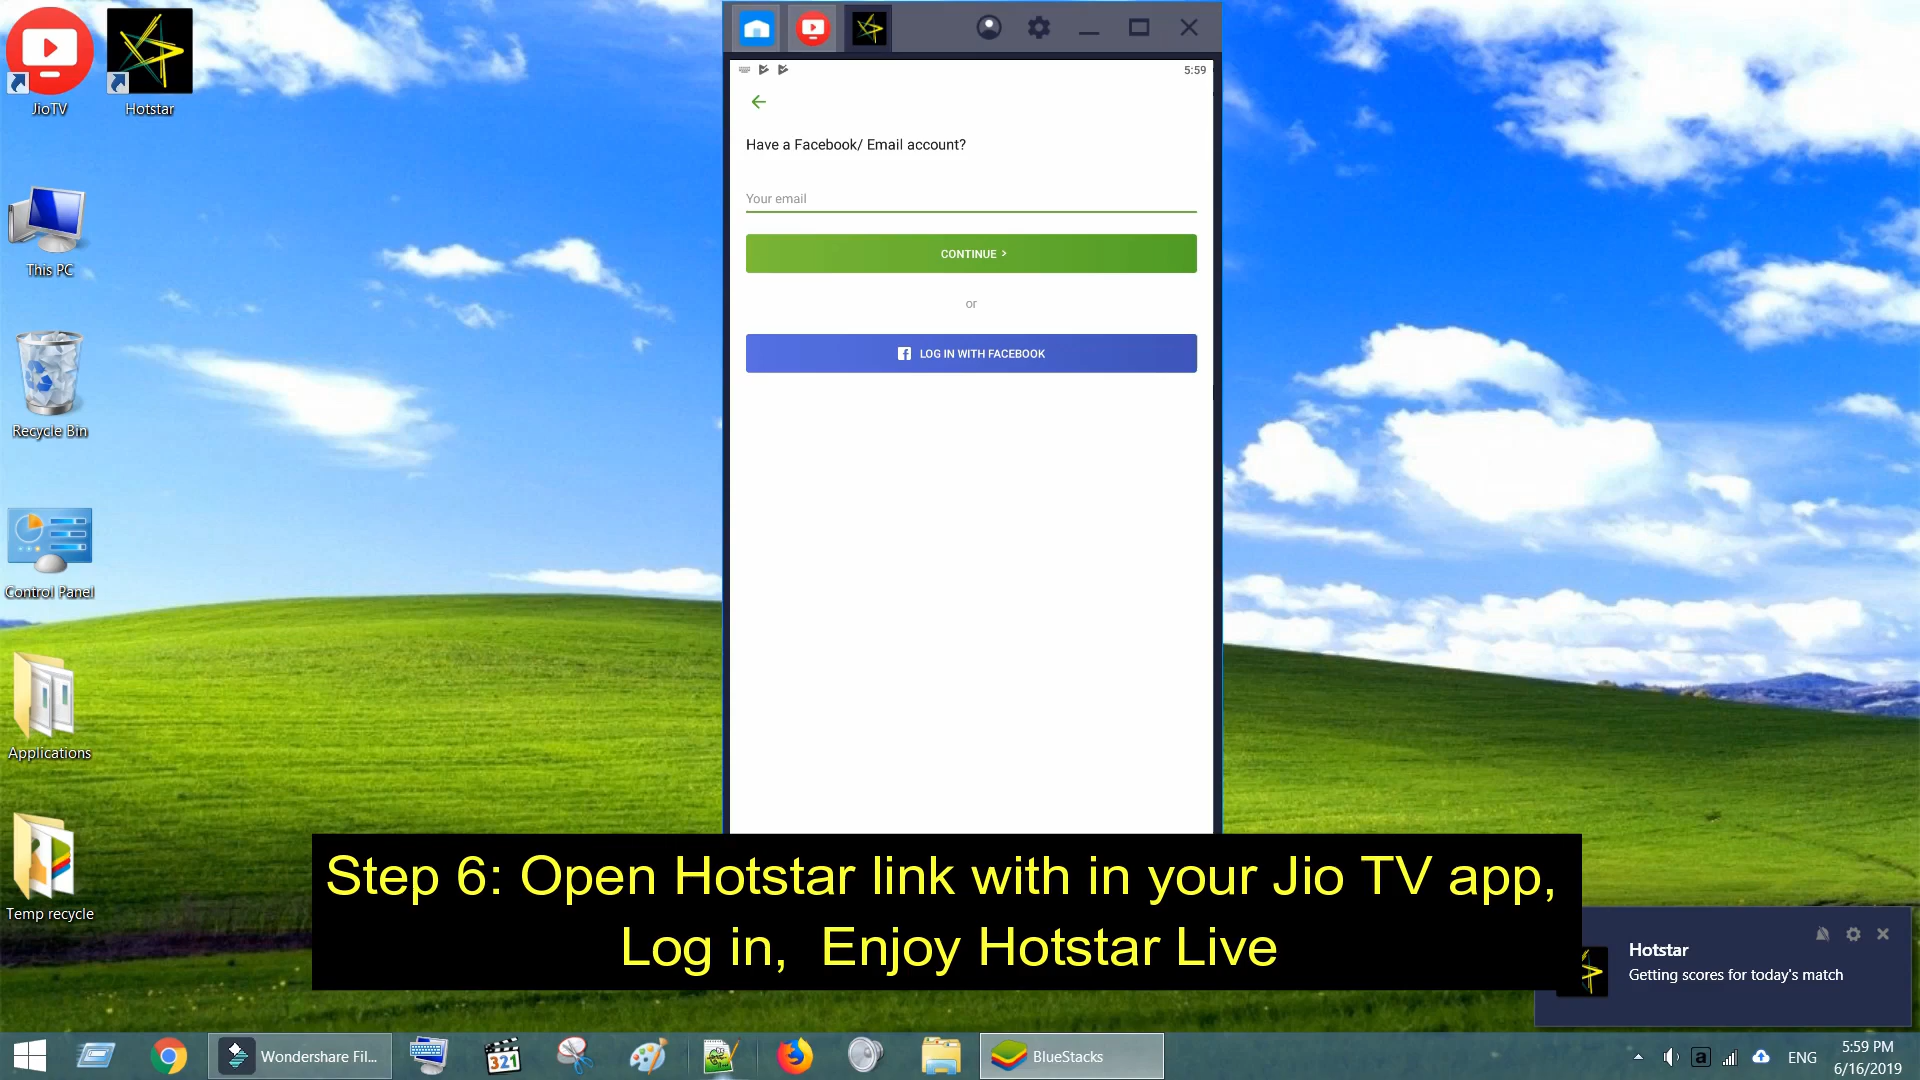 JioTV
Hotstar
This PC
Recycle Bin
Control Panel
Applications
Temp recycle
5:59
Have a Facebook/ Email account?
Your email
CONTINUE >
or
LOG IN WITH FACEBOOK
Step 6: Open Hotstar link with in your Jio TV app,
Log in, Enjoy Hotstar Live
Hotstar
Getting scores for today's match
Wondershare Fil...
321
BlueStacks
a
ENG
5:59 PM
6/16/2019